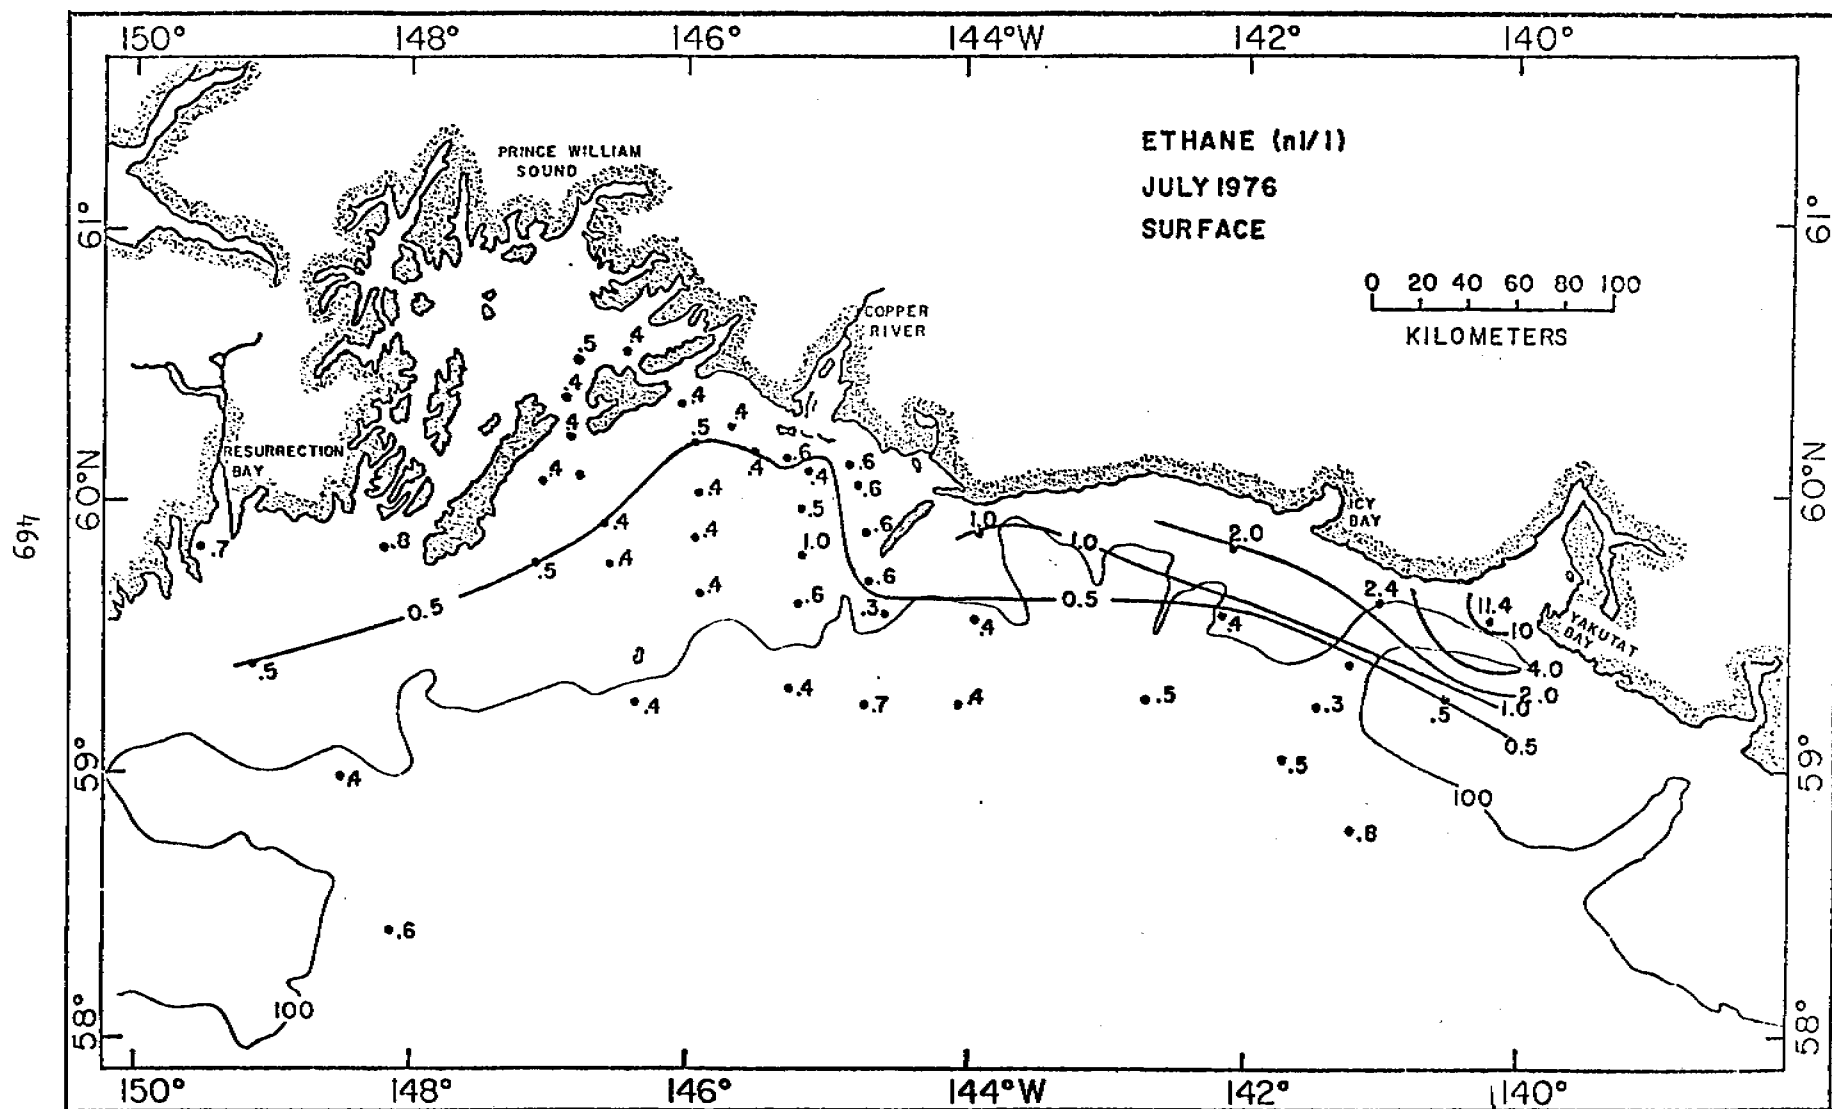 150° 148° 146° 144°W 142° 140°
ETHANE (nl/l)
JULY 1976
SURFACE
PRINCE WILLIAM
SOUND
61° 61°
0 20 40 60 80 100
KILOMETERS
COPPER
RIVER
.5 .4
.4
.4 .4
.4 .5
RESURRECTION
BAY
.6 .6
.4 .4
.4 .4 .6
60°N 60°N
ICY
BAY
469
.5
.4 .6 1.0
2.0
.7 .8 .4 1.0 1.0
.5 .4
.6
2.4
0.5 .4 .6 .3 0.5 11.4
.4 .4 10
YAKUTAT
BAY
.5 4.0
.4 .4 .7 .4 .5 .3 .5 1.0 2.0
0.5
59° 59°
.4 .5
100
.8
.6
100
58° 58°
150° 148° 146° 144°W 142° 140°